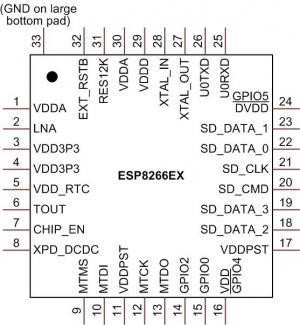 (GND on large
bottom pad)
33
32
31
30
29
28
27
26
25
EXT_RSTB
RES12K
VDDA
VDDD
XTAL_IN
XTAL_OUT
U0TXD
U0RXD
1 VDDA
2 LNA
3 VD3P3
4 VD3P3
5 VDD_RTC
6 TOUT
7 CHIP_EN
8 XPD_DCDC
ESP8266EX
GPIO5
DVDD 24
SD_DATA_1 23
SD_DATA_0 22
SD_CLK 21
SD_CMD 20
SD_DATA_3 19
SD_DATA_2 18
VDDPST 17
MTMS
MTDI
VDDPST
MTCK
MTDO
GPIO2
GPIO0
VDD
GPIO4
9
10
11
12
13
14
15
16